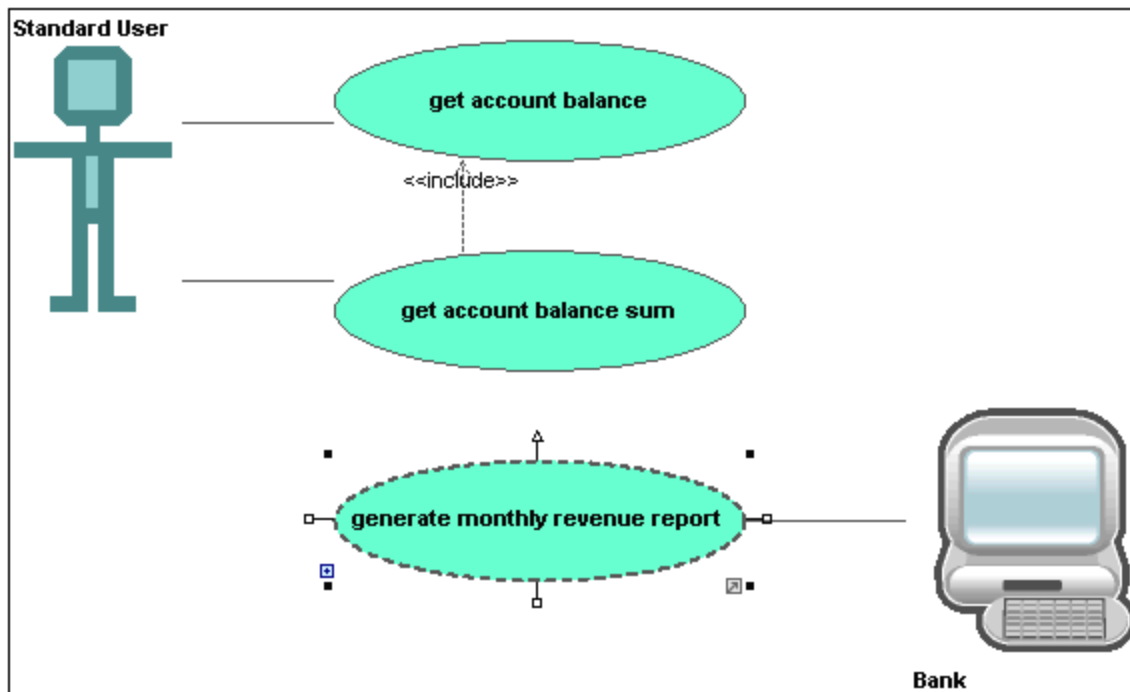 Standard User
get account balance
<<include>>
get account balance sum
generate monthly revenue report
Bank